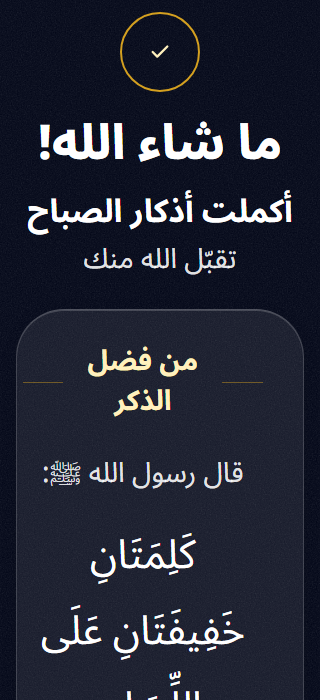 ما شاء الله!
أكملت أذكار الصباح
تقبّل الله منك
من فضل
الذكر
قال رسول الله ﷺ:
كَلِمَتَانِ
خَفِيفَتَانِ عَلَى